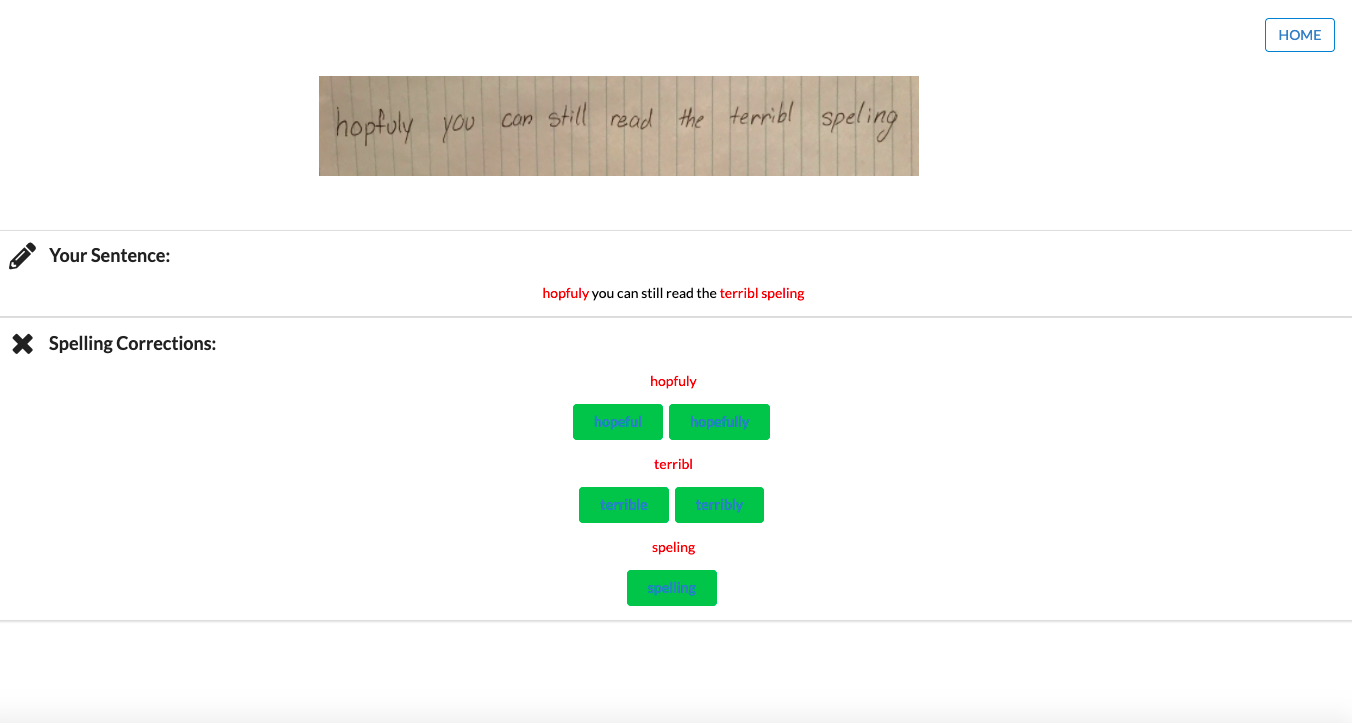 HOME
hopfuly you can still read the terribl speling
Your Sentence:
hopfuly you can still read the terribl speling
Spelling Corrections:
hopfuly
hopeful hopefully
terribl
terrible terribly
speling
spelling